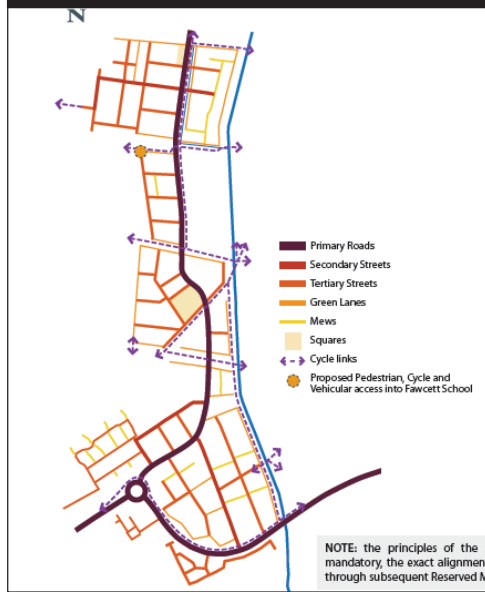 N
Primary Roads
Secondary Streets
Tertiary Streets
Green Lanes
Mews
Squares
Cycle links
Proposed Pedestrian, Cycle and
Vehicular access into Fawcett School
NOTE: the principles of the
mandatory, the exact alignmen
through subsequent Reserved M